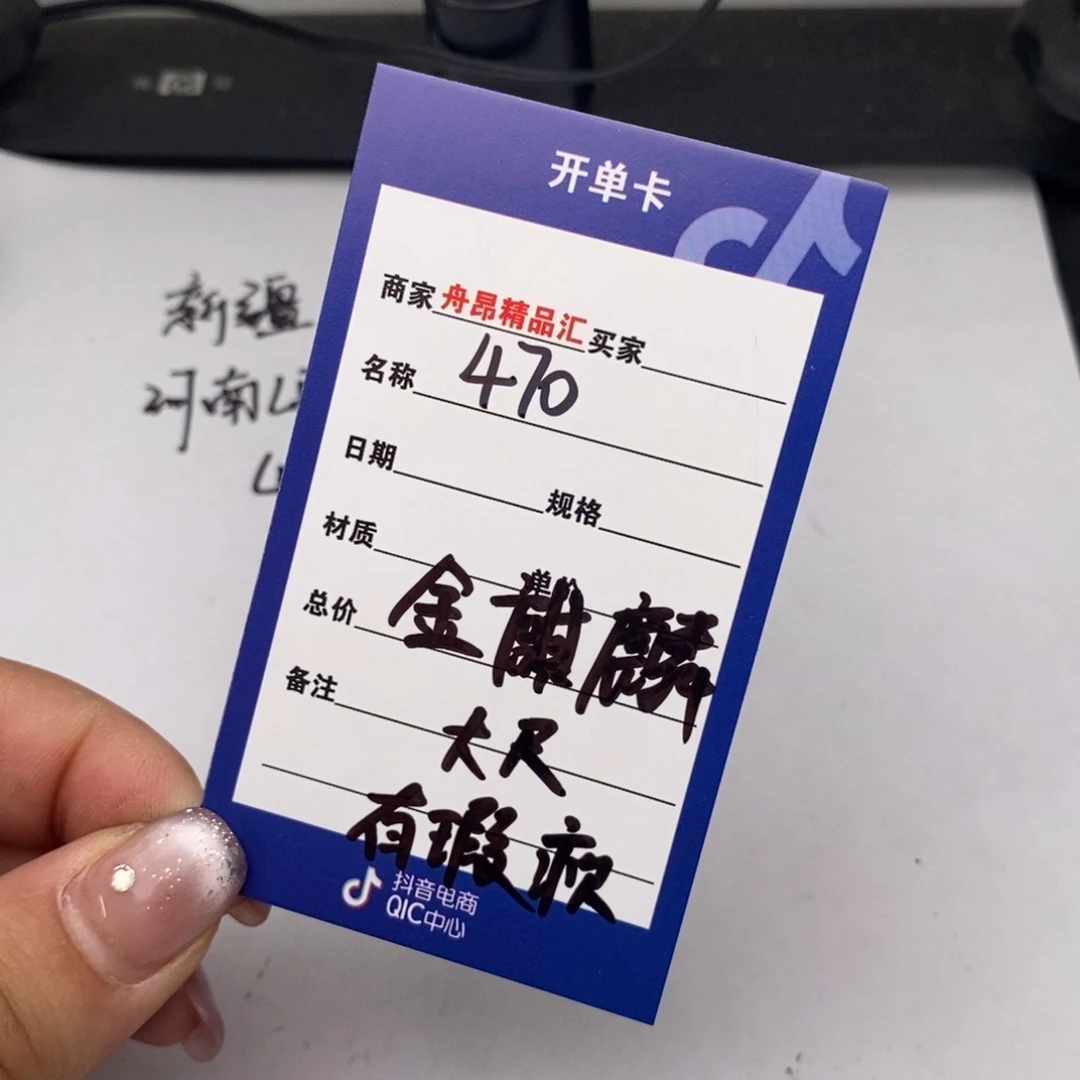 开单卡
商家 舟昂精品汇 买家
名称 470
日期 规格
材质 单价
总价 金麒麟
备注 大尺
有瑕疵
抖音电商
QIC中心
新疆
河南